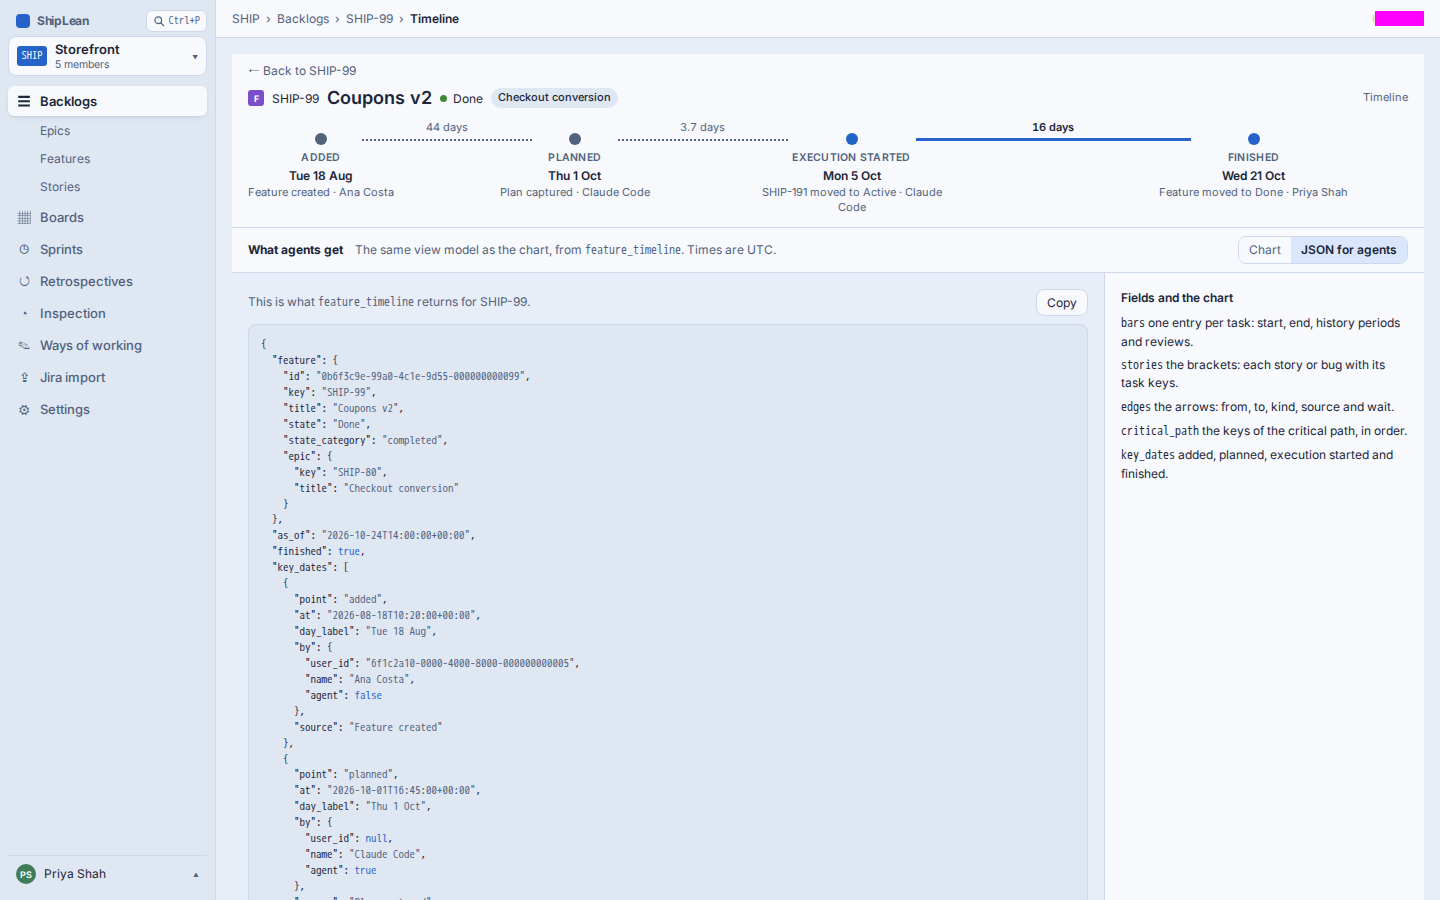 ShipLean
Ctrl+P
SHIP
Storefront
5 members
Backlogs
Epics
Features
Stories
Boards
Sprints
Retrospectives
Inspection
Ways of working
Jira import
Settings
PS Priya Shah
SHIP › Backlogs › SHIP-99 › Timeline
← Back to SHIP-99
F SHIP-99 Coupons v2 Done Checkout conversion
Timeline
44 days
3.7 days
16 days
ADDED
Tue 18 Aug
Feature created · Ana Costa
PLANNED
Thu 1 Oct
Plan captured · Claude Code
EXECUTION STARTED
Mon 5 Oct
SHIP-191 moved to Active · Claude
Code
FINISHED
Wed 21 Oct
Feature moved to Done · Priya Shah
What agents get The same view model as the chart, from feature_timeline. Times are UTC.
Chart JSON for agents
This is what feature_timeline returns for SHIP-99.
Copy
{
"feature": {
"id": "0b6f3c9e-99a0-4c1e-9d55-000000000099",
"key": "SHIP-99",
"title": "Coupons v2",
"state": "Done",
"state_category": "completed",
"epic": {
"key": "SHIP-80",
"title": "Checkout conversion"
}
},
"as_of": "2026-10-24T14:00:00+00:00",
"finished": true,
"key_dates": [
{
"point": "added",
"at": "2026-08-18T10:20:00+00:00",
"day_label": "Tue 18 Aug",
"by": {
"user_id": "6f1c2a10-0000-4000-8000-000000000005",
"name": "Ana Costa",
"agent": false
},
"source": "Feature created"
},
{
"point": "planned",
"at": "2026-10-01T16:45:00+00:00",
"day_label": "Thu 1 Oct",
"by": {
"user_id": null,
"name": "Claude Code",
"agent": true
},
Fields and the chart
bars one entry per task: start, end, history periods
and reviews.
stories the brackets: each story or bug with its
task keys.
edges the arrows: from, to, kind, source and wait.
critical_path the keys of the critical path, in order.
key_dates added, planned, execution started and
finished.